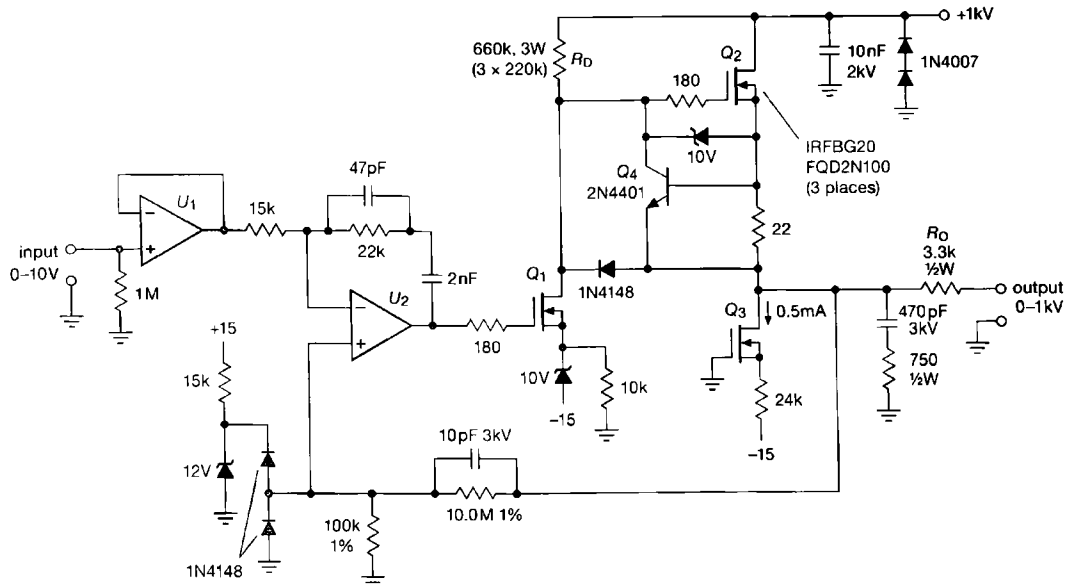 +1kV
660k, 3W
(3 × 220k)
R_D
Q2
10nF
2kV
1N4007
180
10V
IRFBG20
FQD2N100
(3 places)
Q4
2N4401
47pF
15k
22k
U1
input
0–10V
1M
2nF
U2
180
Q1
1N4148
22
R_O
3.3k
½W
output
0–1kV
Q3
0.5mA
470pF
3kV
750
½W
+15
15k
10V
–15
10k
24k
–15
12V
10pF 3kV
10.0M 1%
100k
1%
1N4148